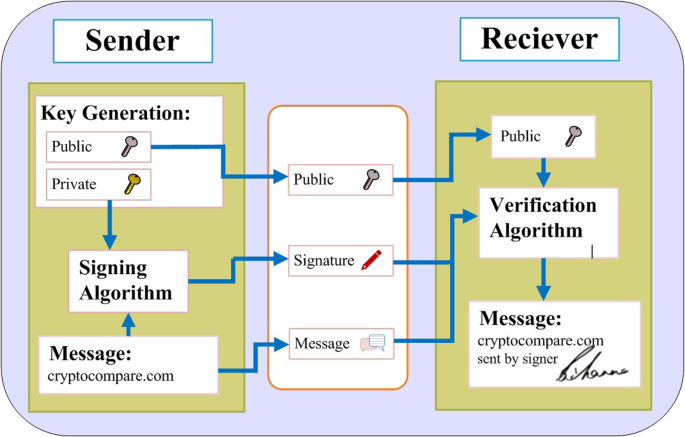 Sender
Reciever
Key Generation:
Public
Private
Signing
Algorithm
Message:
cryptocompare.com
Public
Signature
Message
Public
Verification
Algorithm
Message:
cryptocompare.com
sent by signer